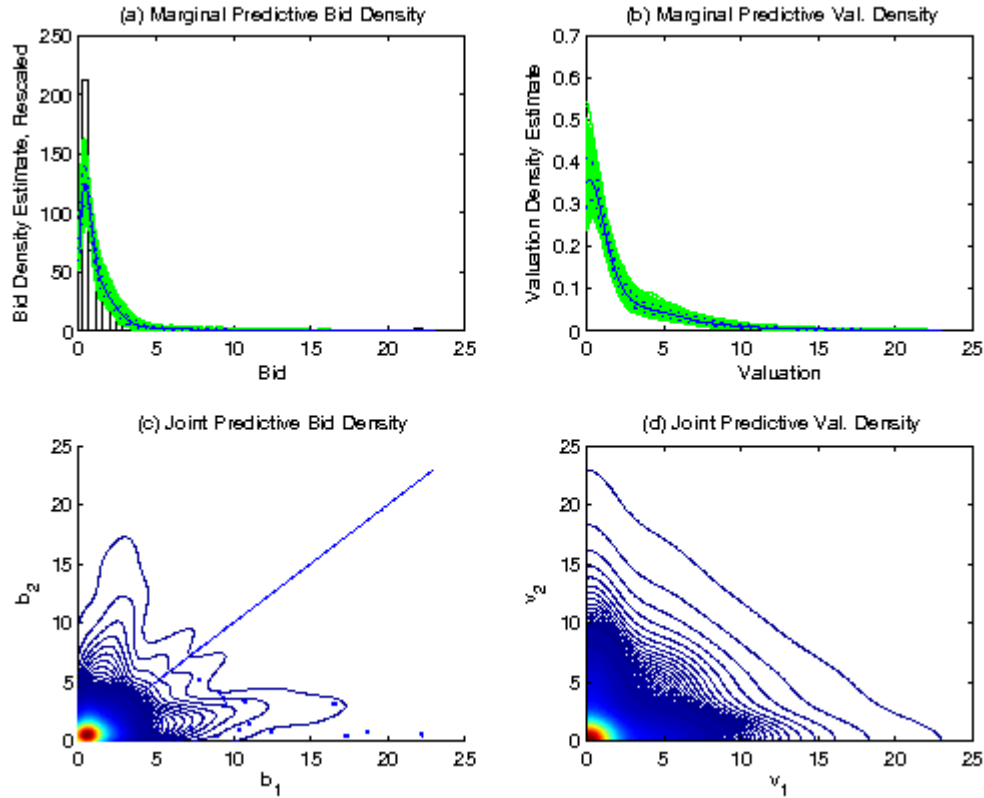 (a) Marginal Predictive Bid Density
Bid Density Estimate, Rescaled
250
200
150
100
50
0
0 5 10 15 20 25
Bid
(b) Marginal Predictive Val. Density
Valuation Density Estimate
0.7
0.6
0.5
0.4
0.3
0.2
0.1
0
0 5 10 15 20 25
Valuation
(c) Joint Predictive Bid Density
b2
25
20
15
10
5
0
0 5 10 15 20 25
b1
(d) Joint Predictive Val. Density
v2
25
20
15
10
5
0
0 5 10 15 20 25
v1